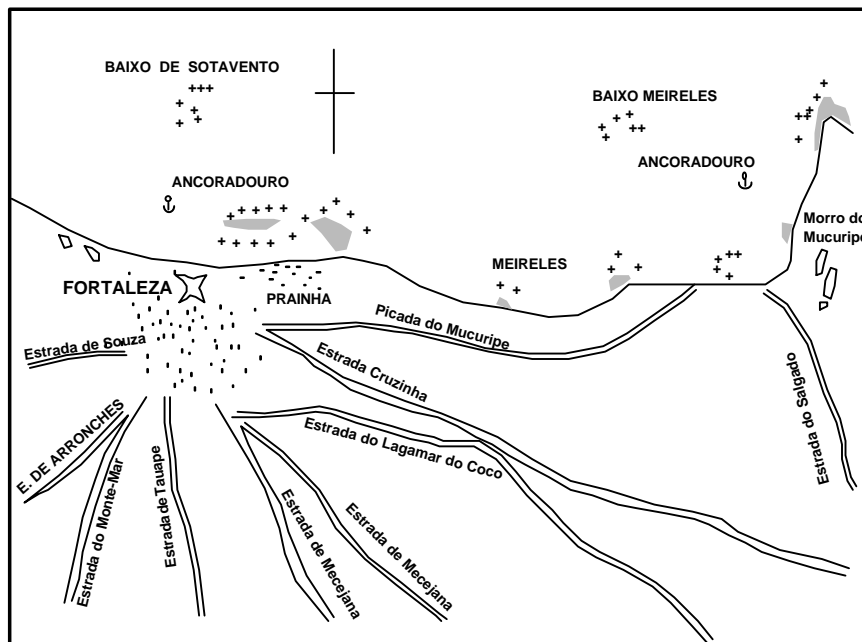 BAIXO DE SOTAVENTO
BAIXO MEIRELES
ANCORADOURO
ANCORADOURO
Morro do
Mucuripe
MEIRELES
FORTALEZA
PRAINHA
Picada do Mucuripe
Estrada de Souza
Estrada Cruzinha
Estrada do Salgado
Estrada do Lagamar do Coco
E. DE ARRONCHES
Estrada do Monte-Mar
Estrada de Tauape
Estrada de Mecejana
Estrada de Mecejana